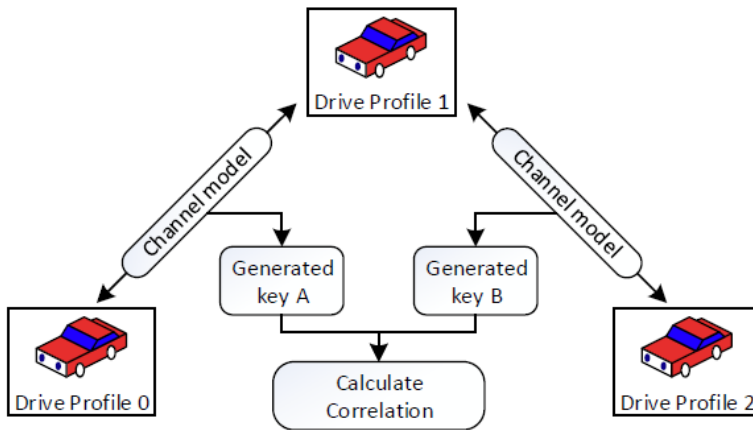 Drive Profile 1
Channel model
Channel model
Generated
key A
Generated
key B
Drive Profile 0
Calculate
Correlation
Drive Profile 2